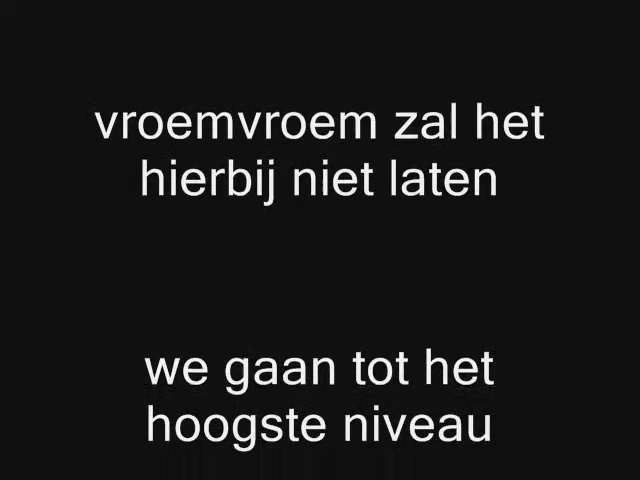 vroemvroem zal het
hierbij niet laten
we gaan tot het
hoogste niveau